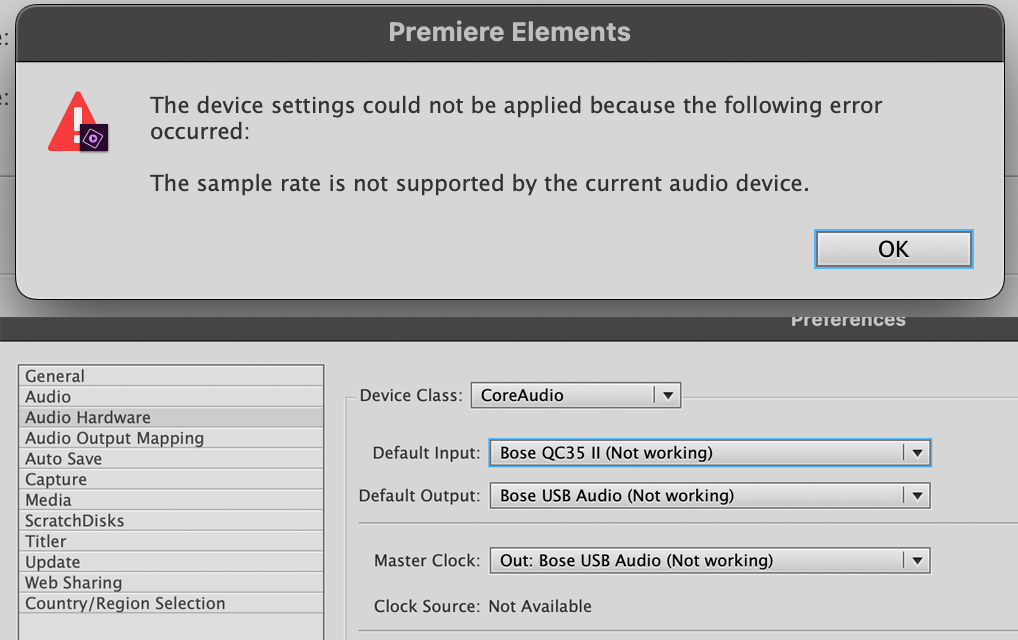 Premiere Elements
The device settings could not be applied because the following error
occurred:
The sample rate is not supported by the current audio device.
OK
Preferences
General
Audio
Audio Hardware
Audio Output Mapping
Auto Save
Capture
Media
ScratchDisks
Titler
Update
Web Sharing
Country/Region Selection
Device Class: CoreAudio
Default Input: Bose QC35 II (Not working)
Default Output: Bose USB Audio (Not working)
Master Clock: Out: Bose USB Audio (Not working)
Clock Source: Not Available